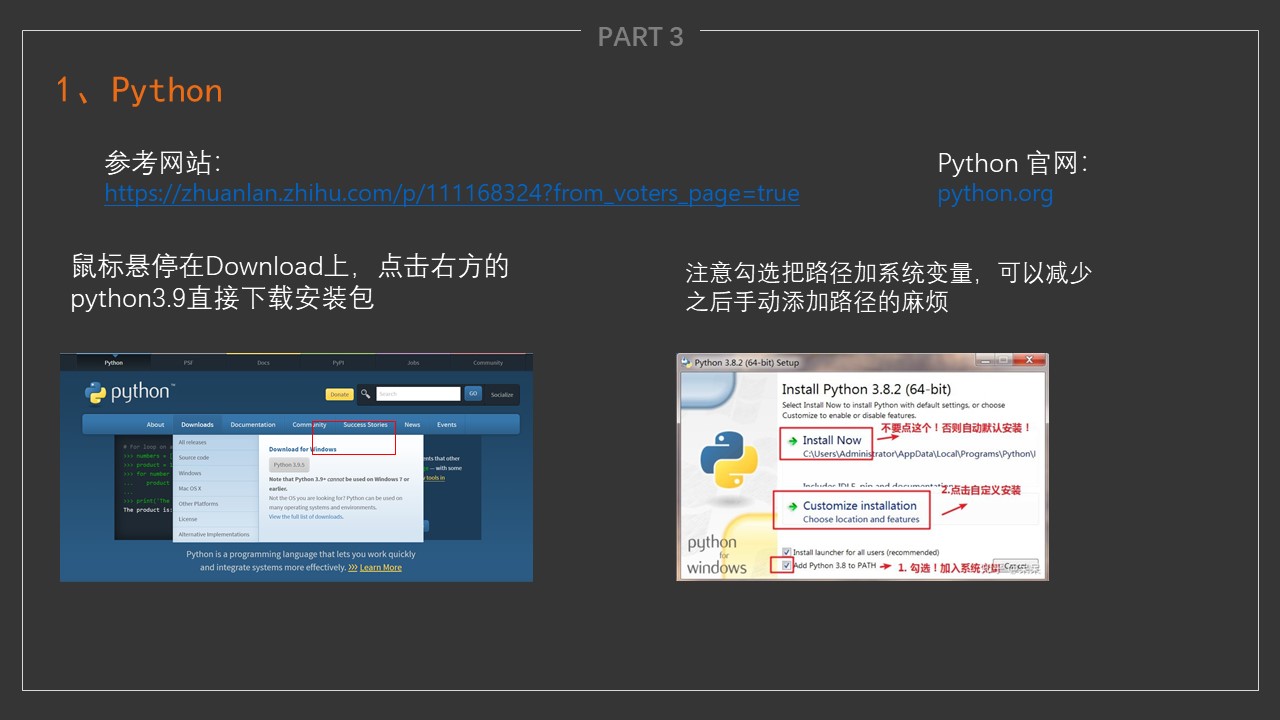 PART 3
1、Python
参考网站：
https://zhuanlan.zhihu.com/p/111168324?from_voters_page=true
Python 官网：
python.org
鼠标悬停在Download上，点击右方的
python3.9直接下载安装包
注意勾选把路径加系统变量，可以减少
之后手动添加路径的麻烦
Python PSF Docs PyPI Jobs Community
python™
Donate Search GO Socialize
About Downloads Documentation Community Success Stories News Events
All releases
Source code
Windows
Mac OS X
Other Platforms
License
Alternative Implementations
Download for Windows
Python 3.9.5
Note that Python 3.9+ cannot be used on Windows 7 or
earlier.
Not the OS you are looking for? Python can be used on
many operating systems and environments.
View the full list of downloads.
# For loop on a
>>> numbers = [
>>> product =
>>> for number
... product
...
>>> print('The
The product is:
ents that other
— with some
tools in
Python is a programming language that lets you work quickly
and integrate systems more effectively. >>> Learn More
Python 3.8.2 (64-bit) Setup
Install Python 3.8.2 (64-bit)
Select Install Now to install Python with default settings, or choose
Customize to enable or disable features.
不要点这个！否则自动默认安装！
Install Now
C:\Users\Administrator\AppData\Local\Programs\Python\
Includes IDLE, pip and documentation
2.点击自定义安装
Customize installation
Choose location and features
python
for
windows
Install launcher for all users (recommended)
Add Python 3.8 to PATH
1. 勾选！加入系统